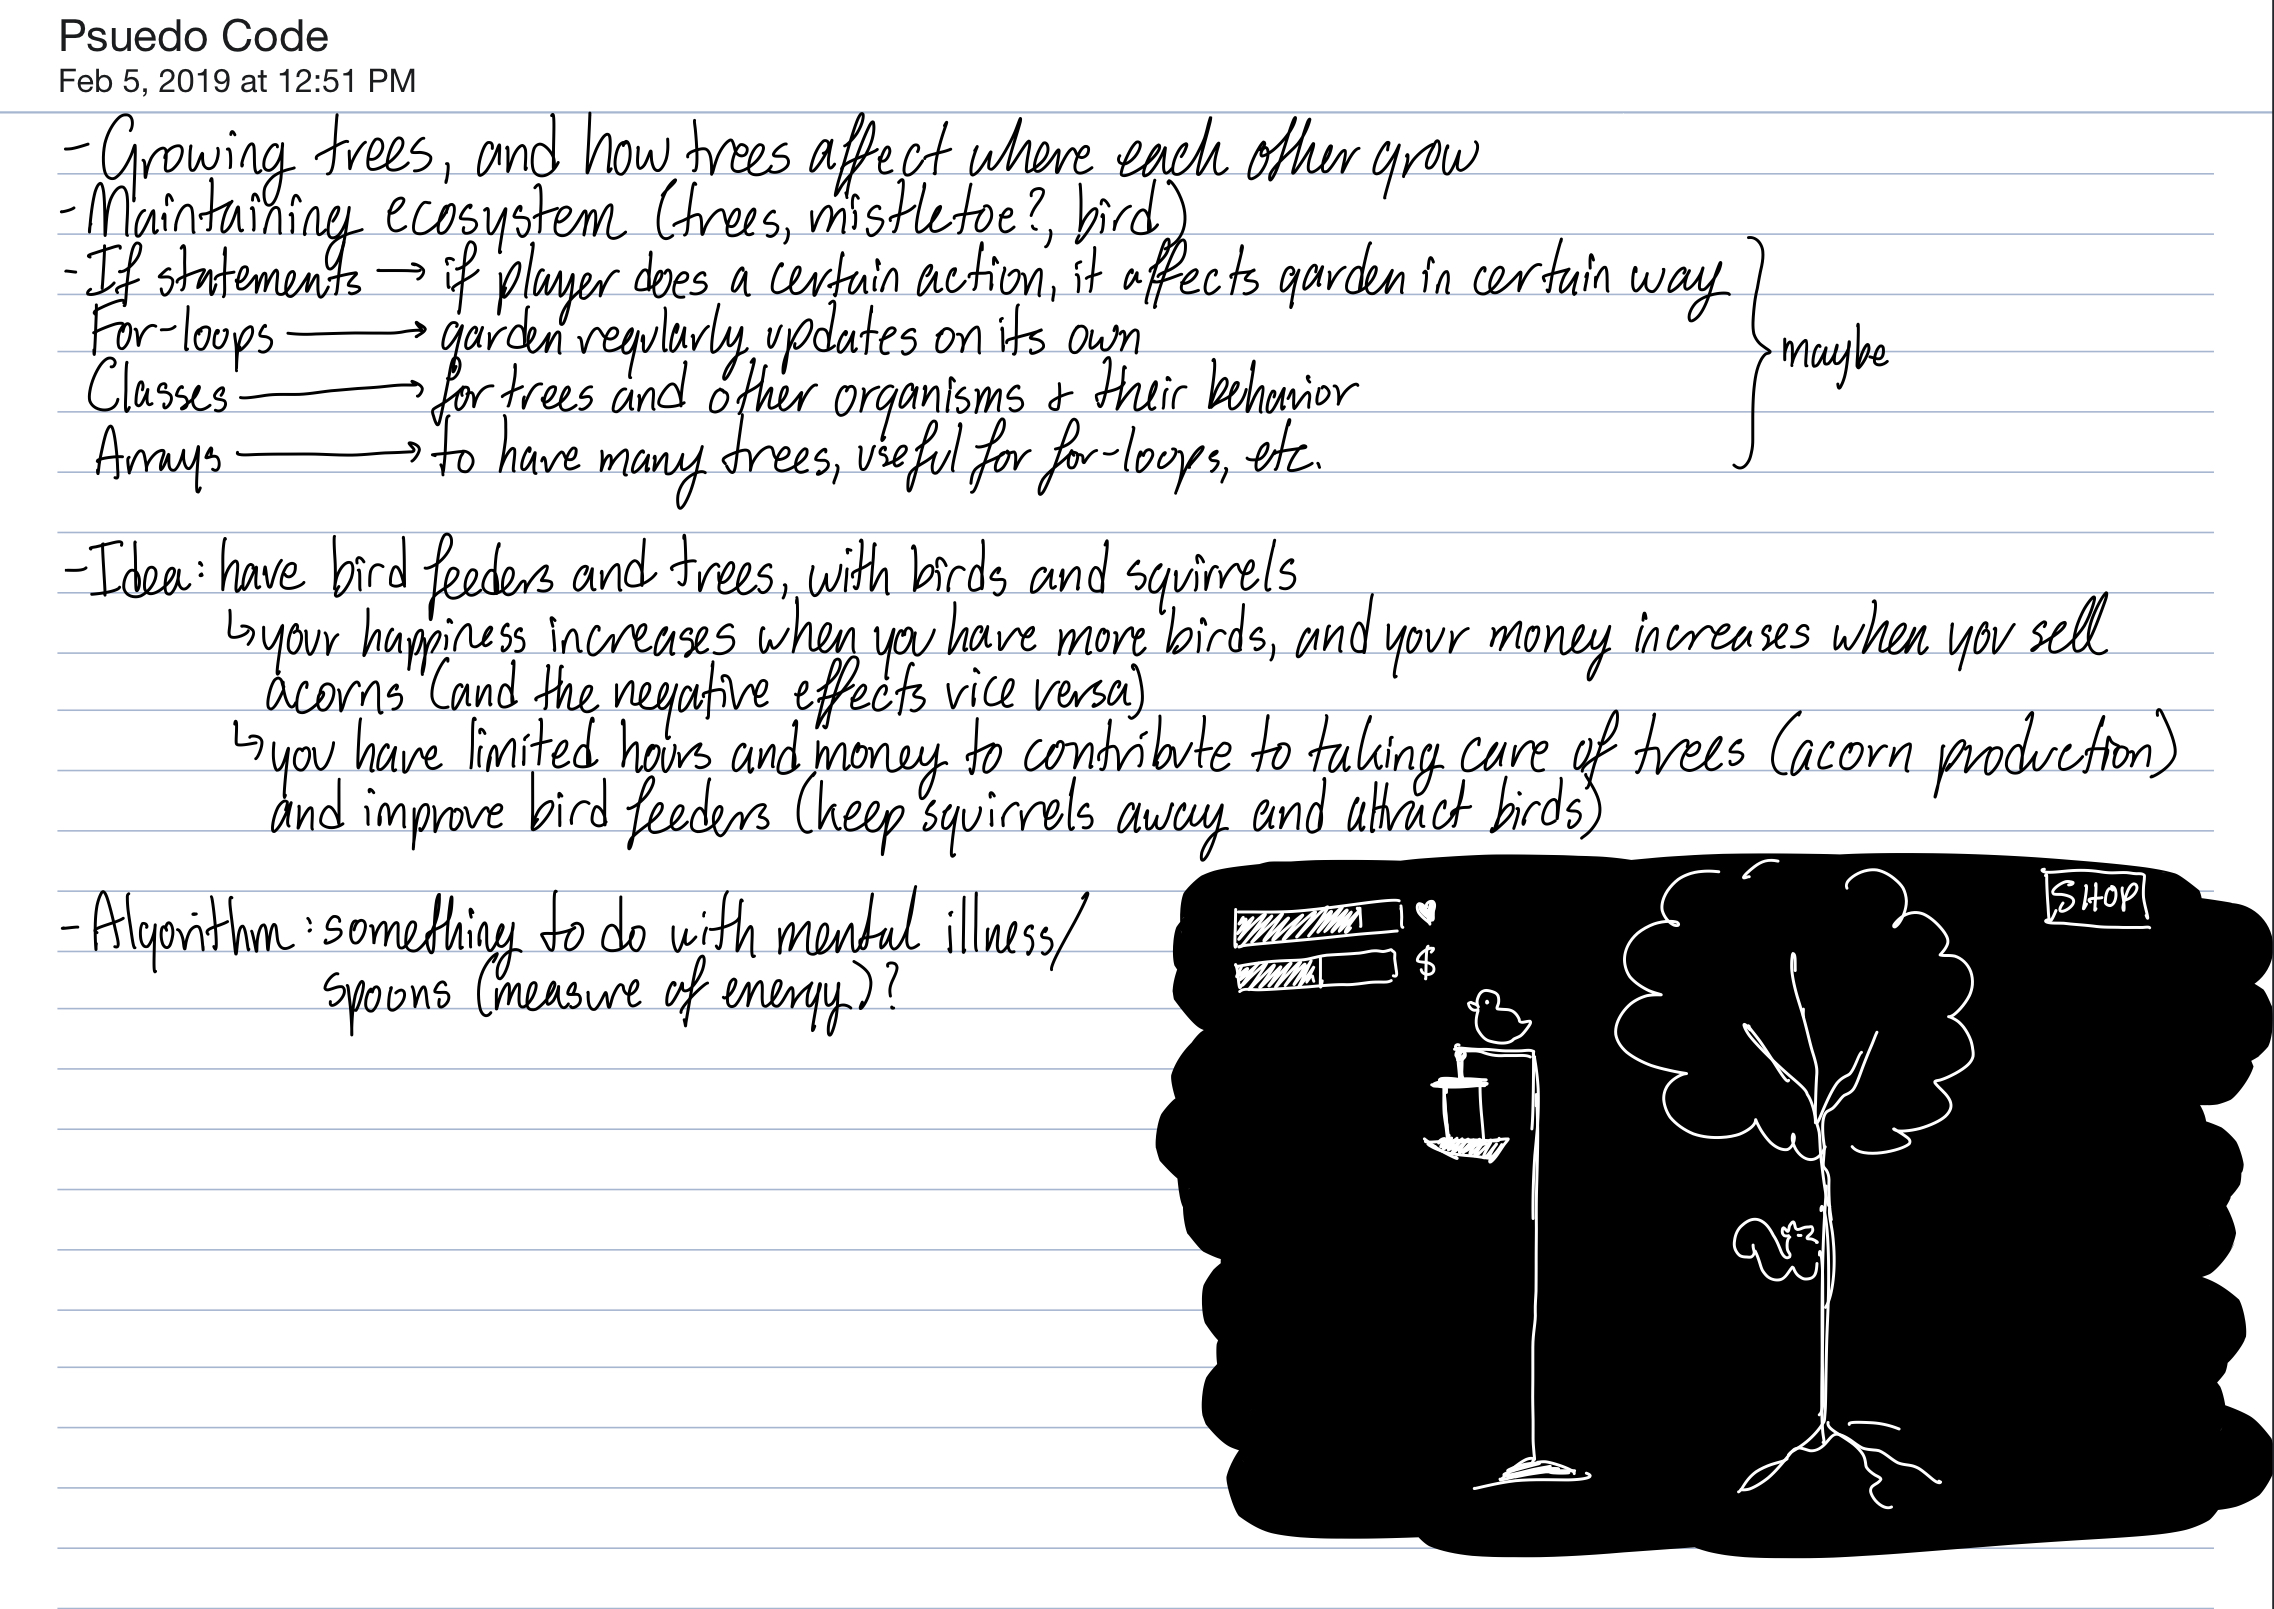 Psuedo Code
Feb 5, 2019 at 12:51 PM
- Growing trees, and how trees affect where each other grow
- Maintaining ecosystem (trees, mistletoe?, bird)
- If statements → if player does a certain action, it affects garden in certain way
For-loops → garden regularly updates on its own
maybe
Classes → for trees and other organisms + their behavior
Arrays → to have many trees, useful for for-loops, etc.
- Idea: have bird feeders and trees, with birds and squirrels
↳ your happiness increases when you have more birds, and your money increases when you sell
acorns (and the negative effects vice versa)
↳ you have limited hours and money to contribute to taking care of trees (acorn production)
and improve bird feeders (keep squirrels away and attract birds)
- Algorithm: something to do with mental illness/
spoons (measure of energy)?
SHOP
$